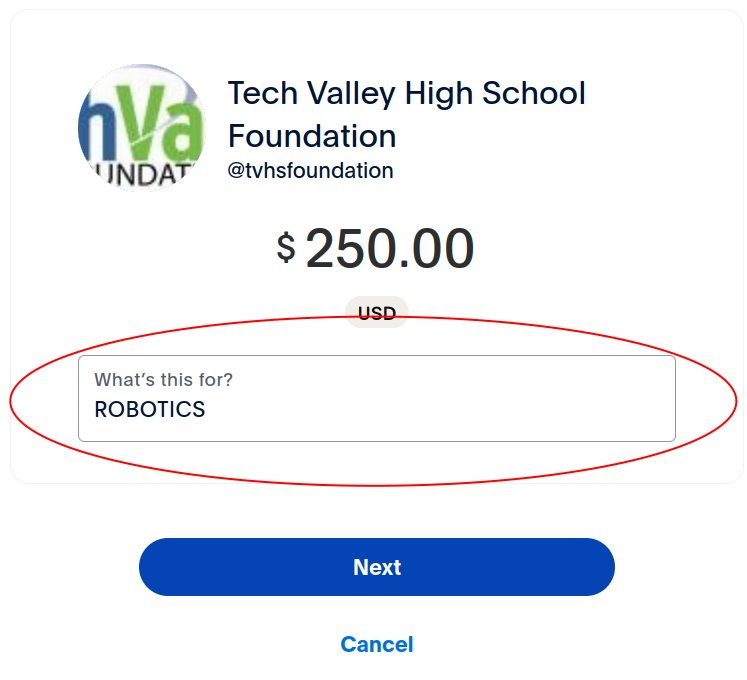 hVa
UNDAT
Tech Valley High School
Foundation
@tvhsfoundation
$ 250.00
USD
What's this for?
ROBOTICS
Next
Cancel